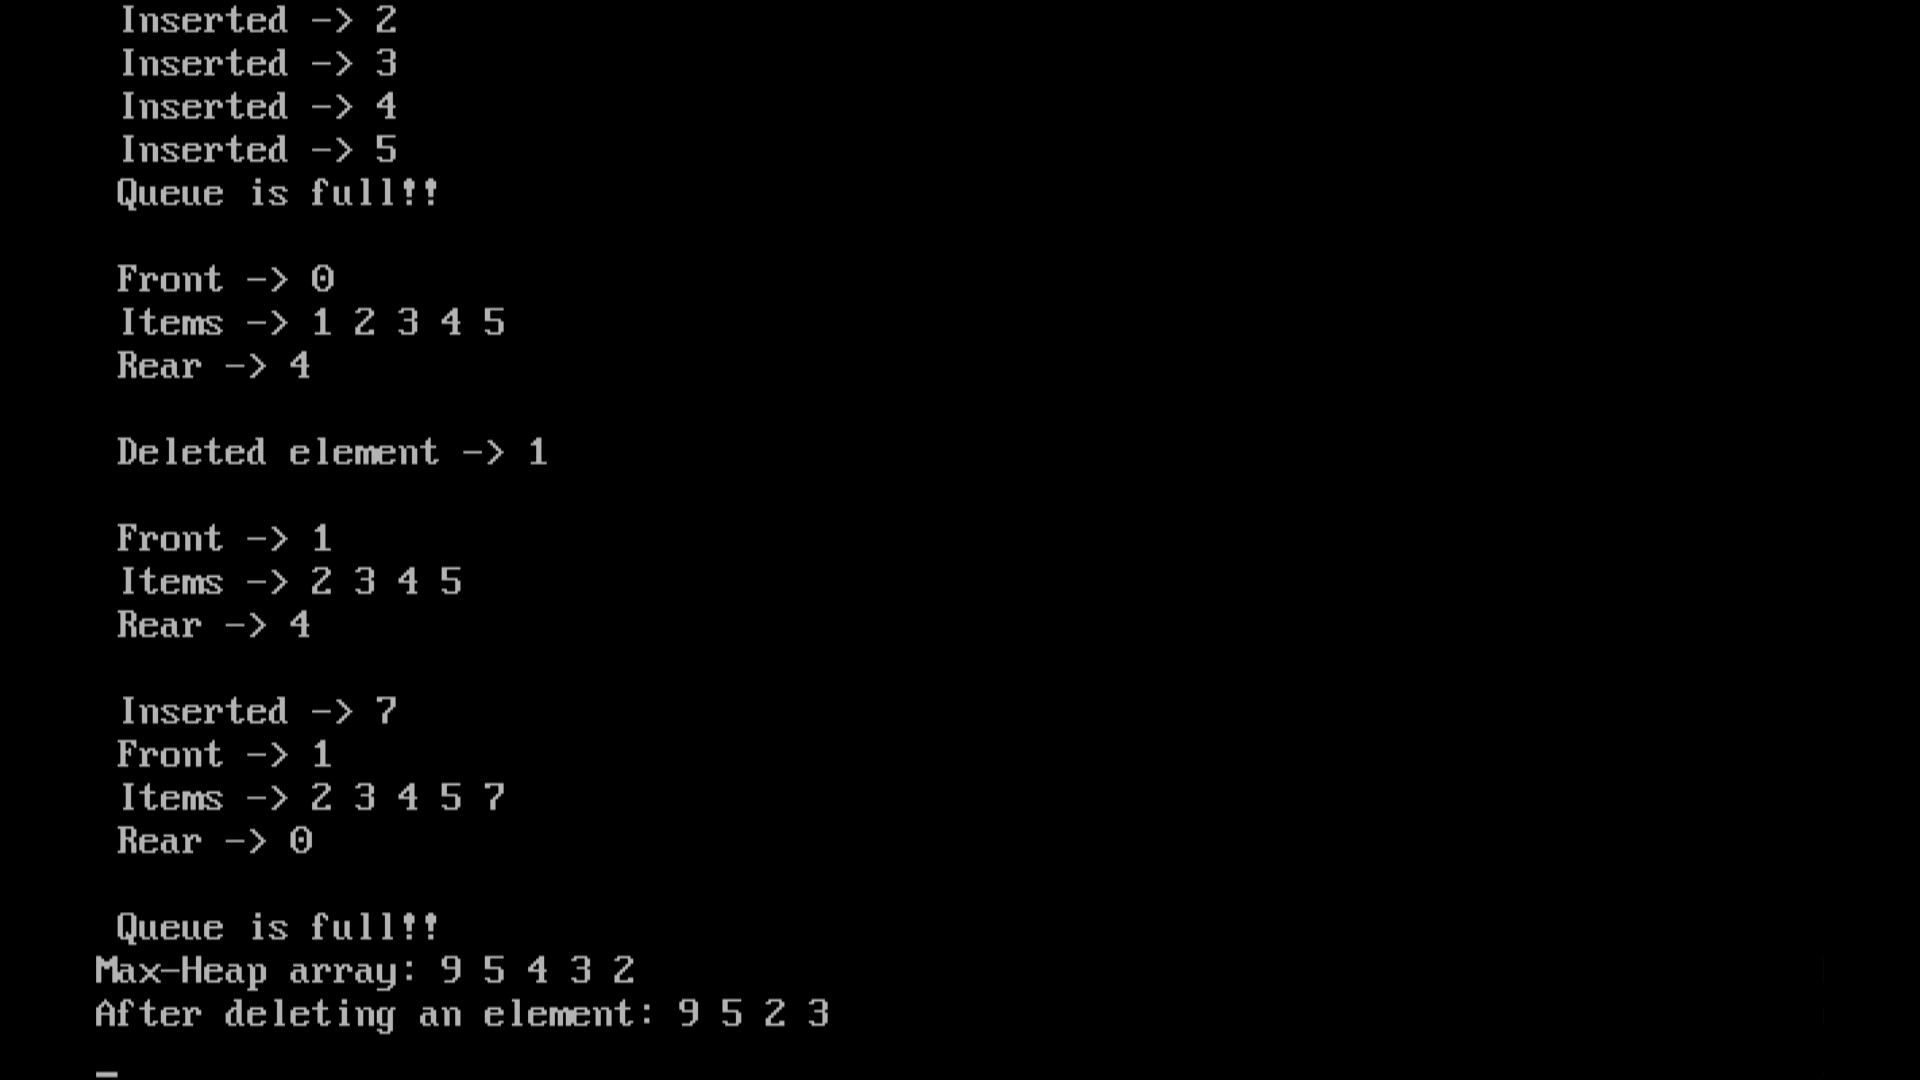 Inserted -> 2
Inserted -> 3
Inserted -> 4
Inserted -> 5
Queue is full!!
Front -> 0
Items -> 1 2 3 4 5
Rear -> 4
Deleted element -> 1
Front -> 1
Items -> 2 3 4 5
Rear -> 4
Inserted -> 7
Front -> 1
Items -> 2 3 4 5 7
Rear -> 0
Queue is full!!
Max-Heap array: 9 5 4 3 2
After deleting an element: 9 5 2 3
_